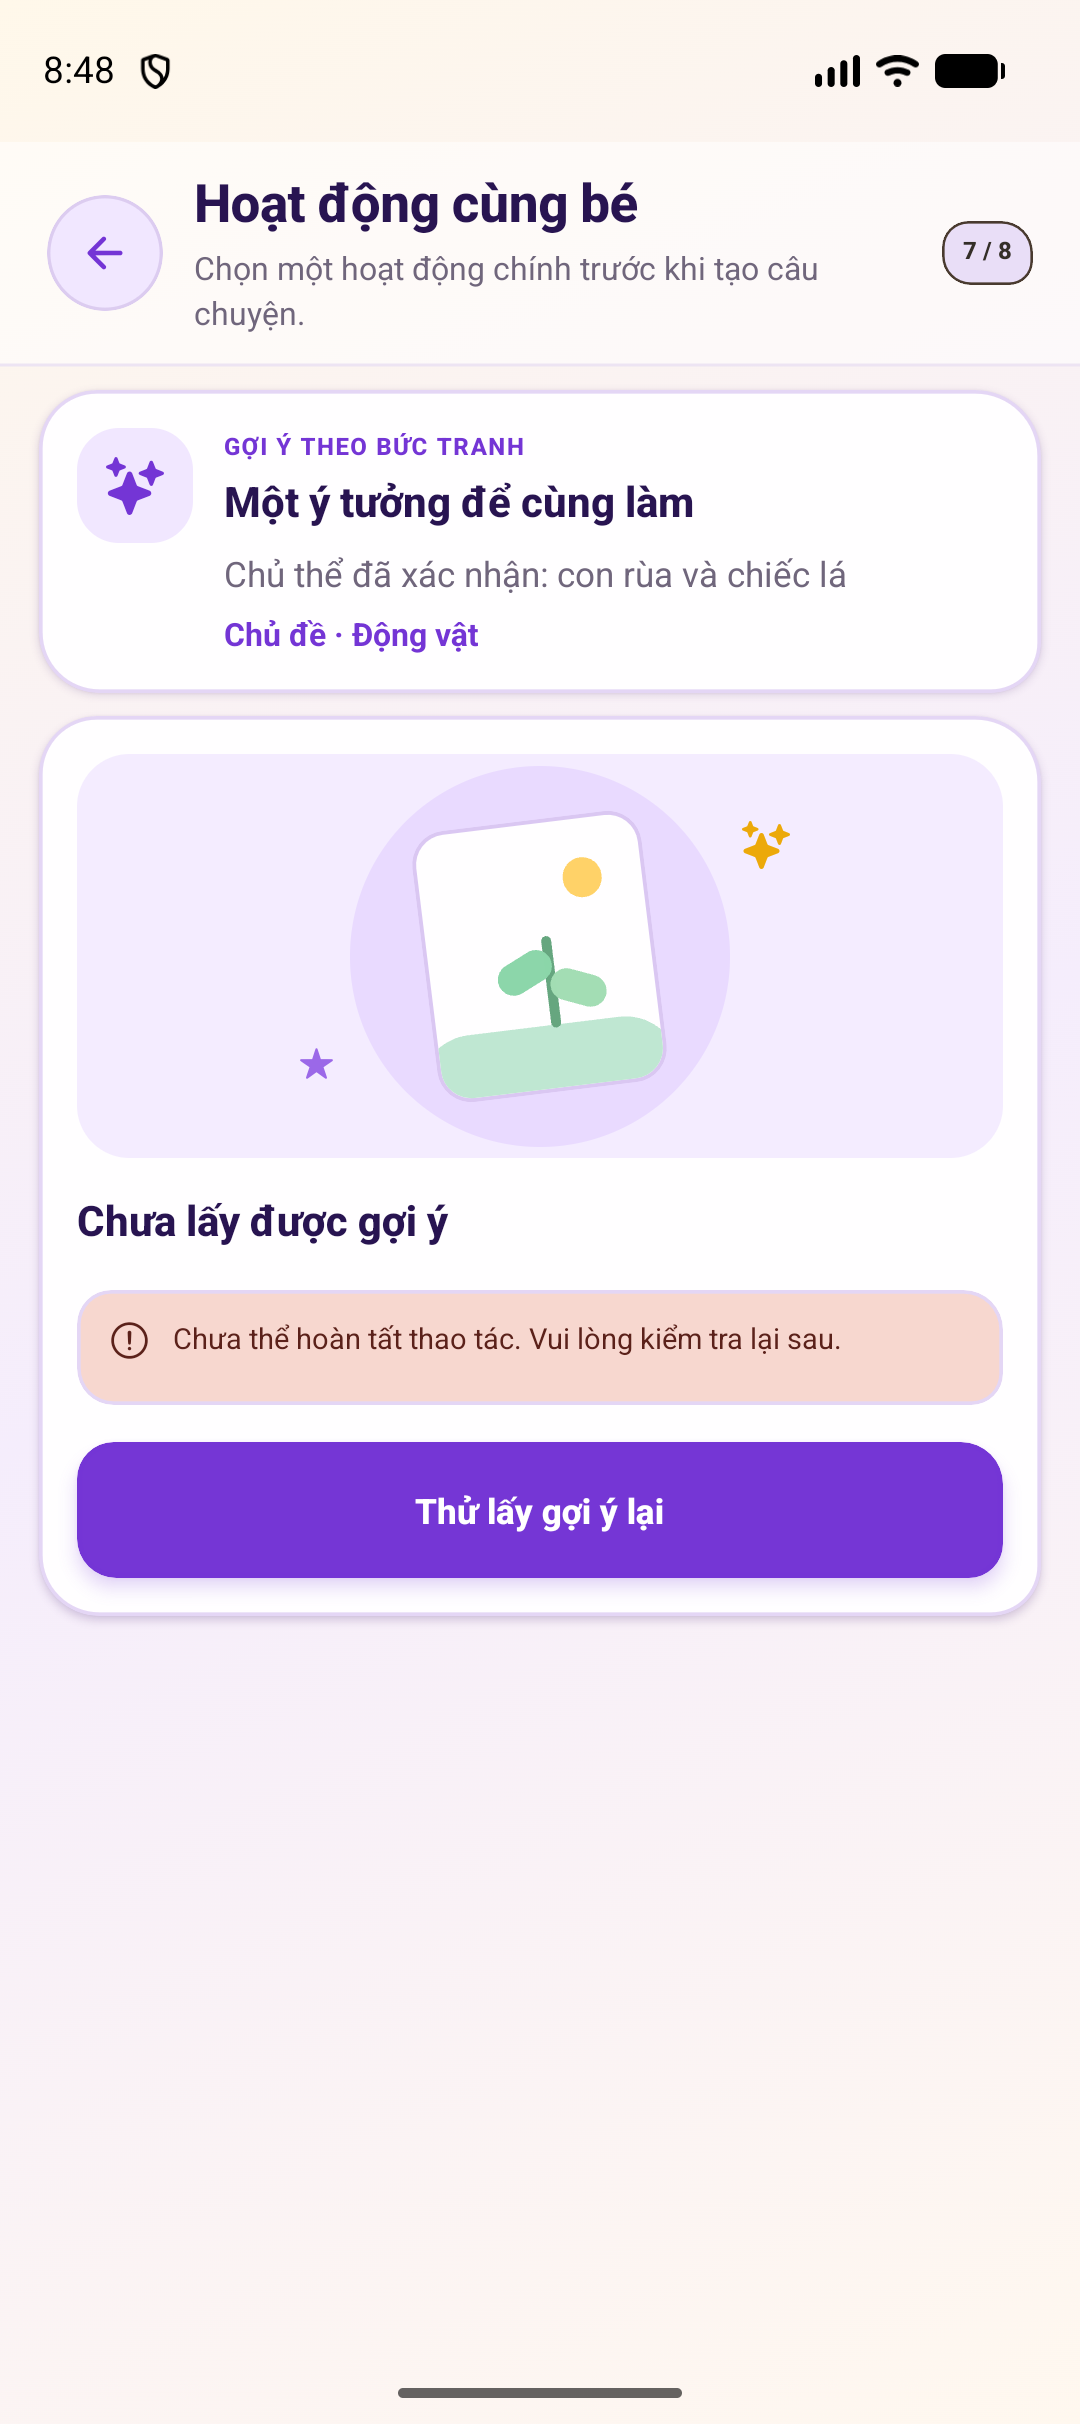 8:48
Hoạt động cùng bé
Chọn một hoạt động chính trước khi tạo câu
chuyện.
7 / 8
GỢI Ý THEO BỨC TRANH
Một ý tưởng để cùng làm
Chủ thể đã xác nhận: con rùa và chiếc lá
Chủ đề · Động vật
Chưa lấy được gợi ý
Chưa thể hoàn tất thao tác. Vui lòng kiểm tra lại sau.
Thử lấy gợi ý lại